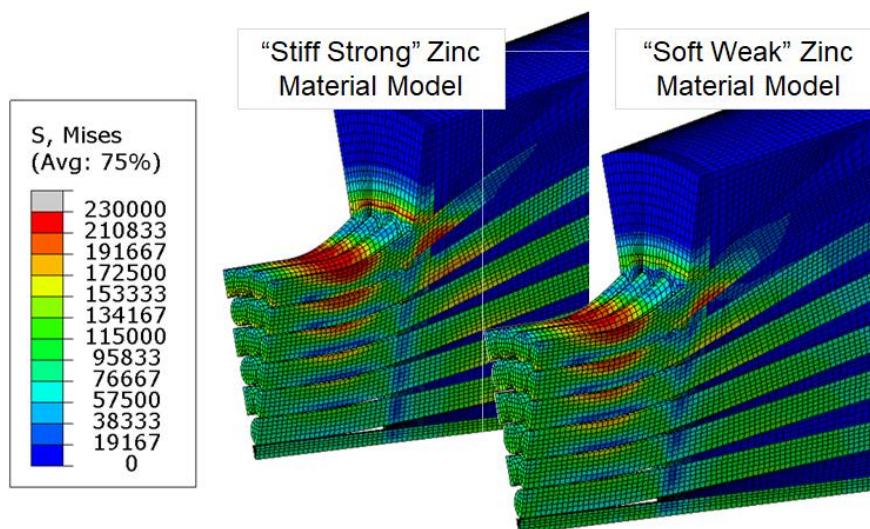 “Stiff Strong” Zinc
Material Model
“Soft Weak” Zinc
Material Model
S, Mises
(Avg: 75%)
230000
210833
191667
172500
153333
134167
115000
95833
76667
57500
38333
19167
0